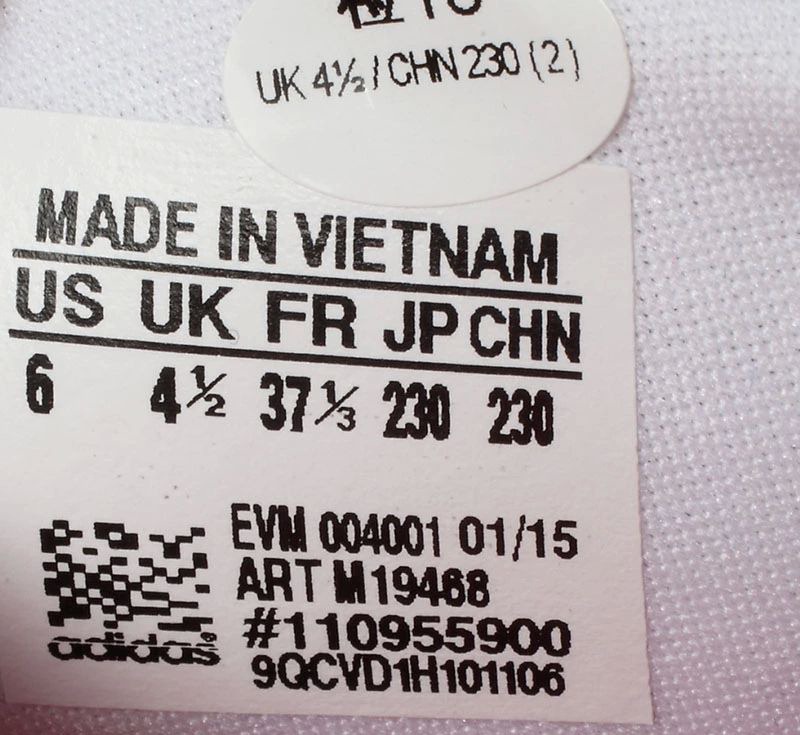 UK 4½ / CHN 230 (2)
MADE IN VIETNAM
US UK FR JP CHN
6 4½ 37⅓ 230 230
EVM 004001 01/15
ART M19468
#110955900
adidas® 9QCVD1H101106